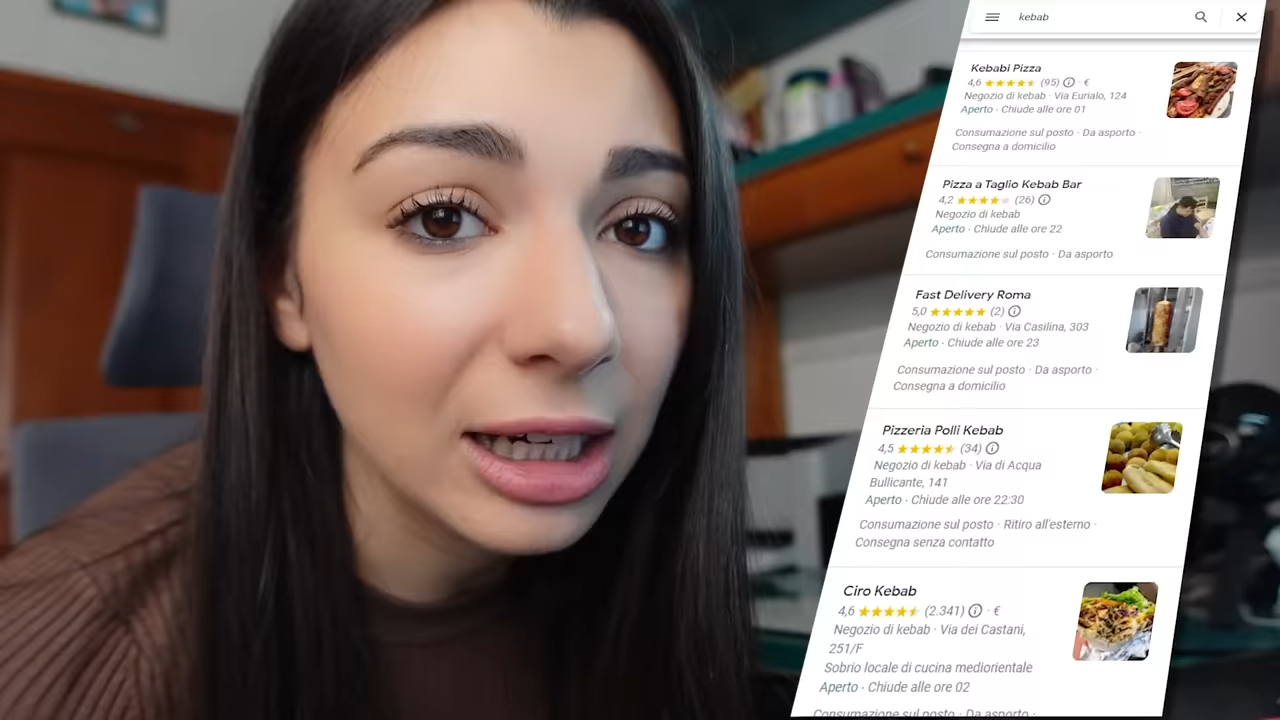 kebab
Kebabi Pizza
4,6 (95) · €
Negozio di kebab · Via Eurialo, 124
Aperto · Chiude alle ore 01
Consumazione sul posto · Da asporto ·
Consegna a domicilio
Pizza a Taglio Kebab Bar
4,2 (26)
Negozio di kebab
Aperto · Chiude alle ore 22
Consumazione sul posto · Da asporto
Fast Delivery Roma
5,0 (2)
Negozio di kebab · Via Casilina, 303
Aperto · Chiude alle ore 23
Consumazione sul posto · Da asporto ·
Consegna a domicilio
Pizzeria Polli Kebab
4,5 (34)
Negozio di kebab · Via di Acqua
Bullicante, 141
Aperto · Chiude alle ore 22:30
Consumazione sul posto · Ritiro all'esterno ·
Consegna senza contatto
Ciro Kebab
4,6 (2.341) · €
Negozio di kebab · Via dei Castani,
251/F
Sobrio locale di cucina mediorientale
Aperto · Chiude alle ore 02
Consumazione sul posto · Da asporto ·